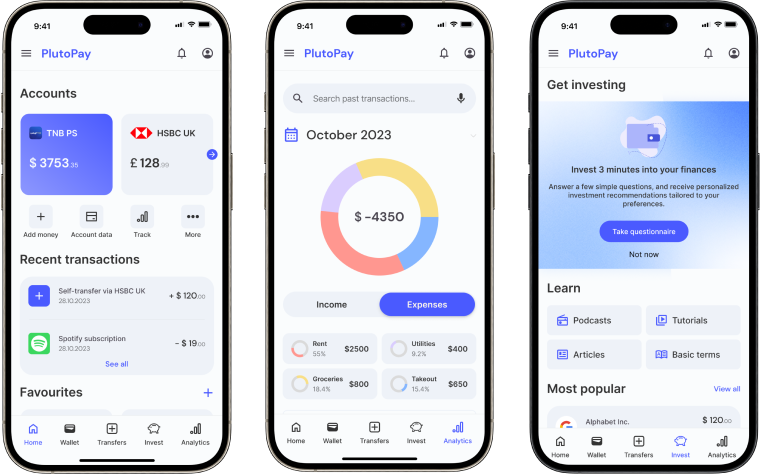 9:41
PlutoPay
Accounts
TNB PS
$ 3753.35
HSBC UK
£ 128.99
Add money
Account data
Track
More
Recent transactions
Self-transfer via HSBC UK
28.10.2023
+ $ 120.00
Spotify subscription
28.10.2023
- $ 19.00
See all
Favourites
+
Home
Wallet
Transfers
Invest
Analytics
9:41
PlutoPay
Search past transactions...
October 2023
$ -4350
Income
Expenses
Rent
55%
$2500
Utilities
9.2%
$400
Groceries
18.4%
$800
Takeout
15.4%
$650
Home
Wallet
Transfers
Invest
Analytics
9:41
PlutoPay
Get investing
Invest 3 minutes into your finances
Answer a few simple questions, and receive personalized
investment recommendations tailored to your
preferences.
Take questionnaire
Not now
Learn
Podcasts
Tutorials
Articles
Basic terms
Most popular
View all
Alphabet Inc.
$ 120.00
Home
Wallet
Transfers
Invest
Analytics